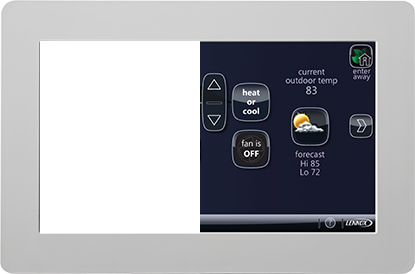 current
outdoor temp
83
enter
away
heat
or
cool
fan is
OFF
forecast
Hi 85
Lo 72
LENNOX